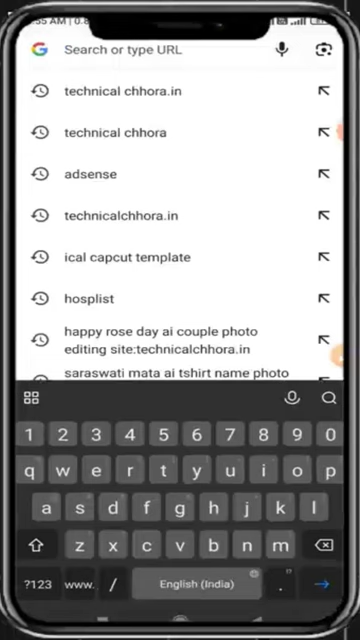 Search or type URL
technical chhora.in
technical chhora
adsense
technicalchhora.in
ical capcut template
hosplist
happy rose day ai couple photo
editing site:technicalchhora.in
saraswati mata ai tshirt name photo
1 2 3 4 5 6 7 8 9 0
q w e r t y u i o p
a s d f g h j k l
z x c v b n m
?123 www. / English (India) .